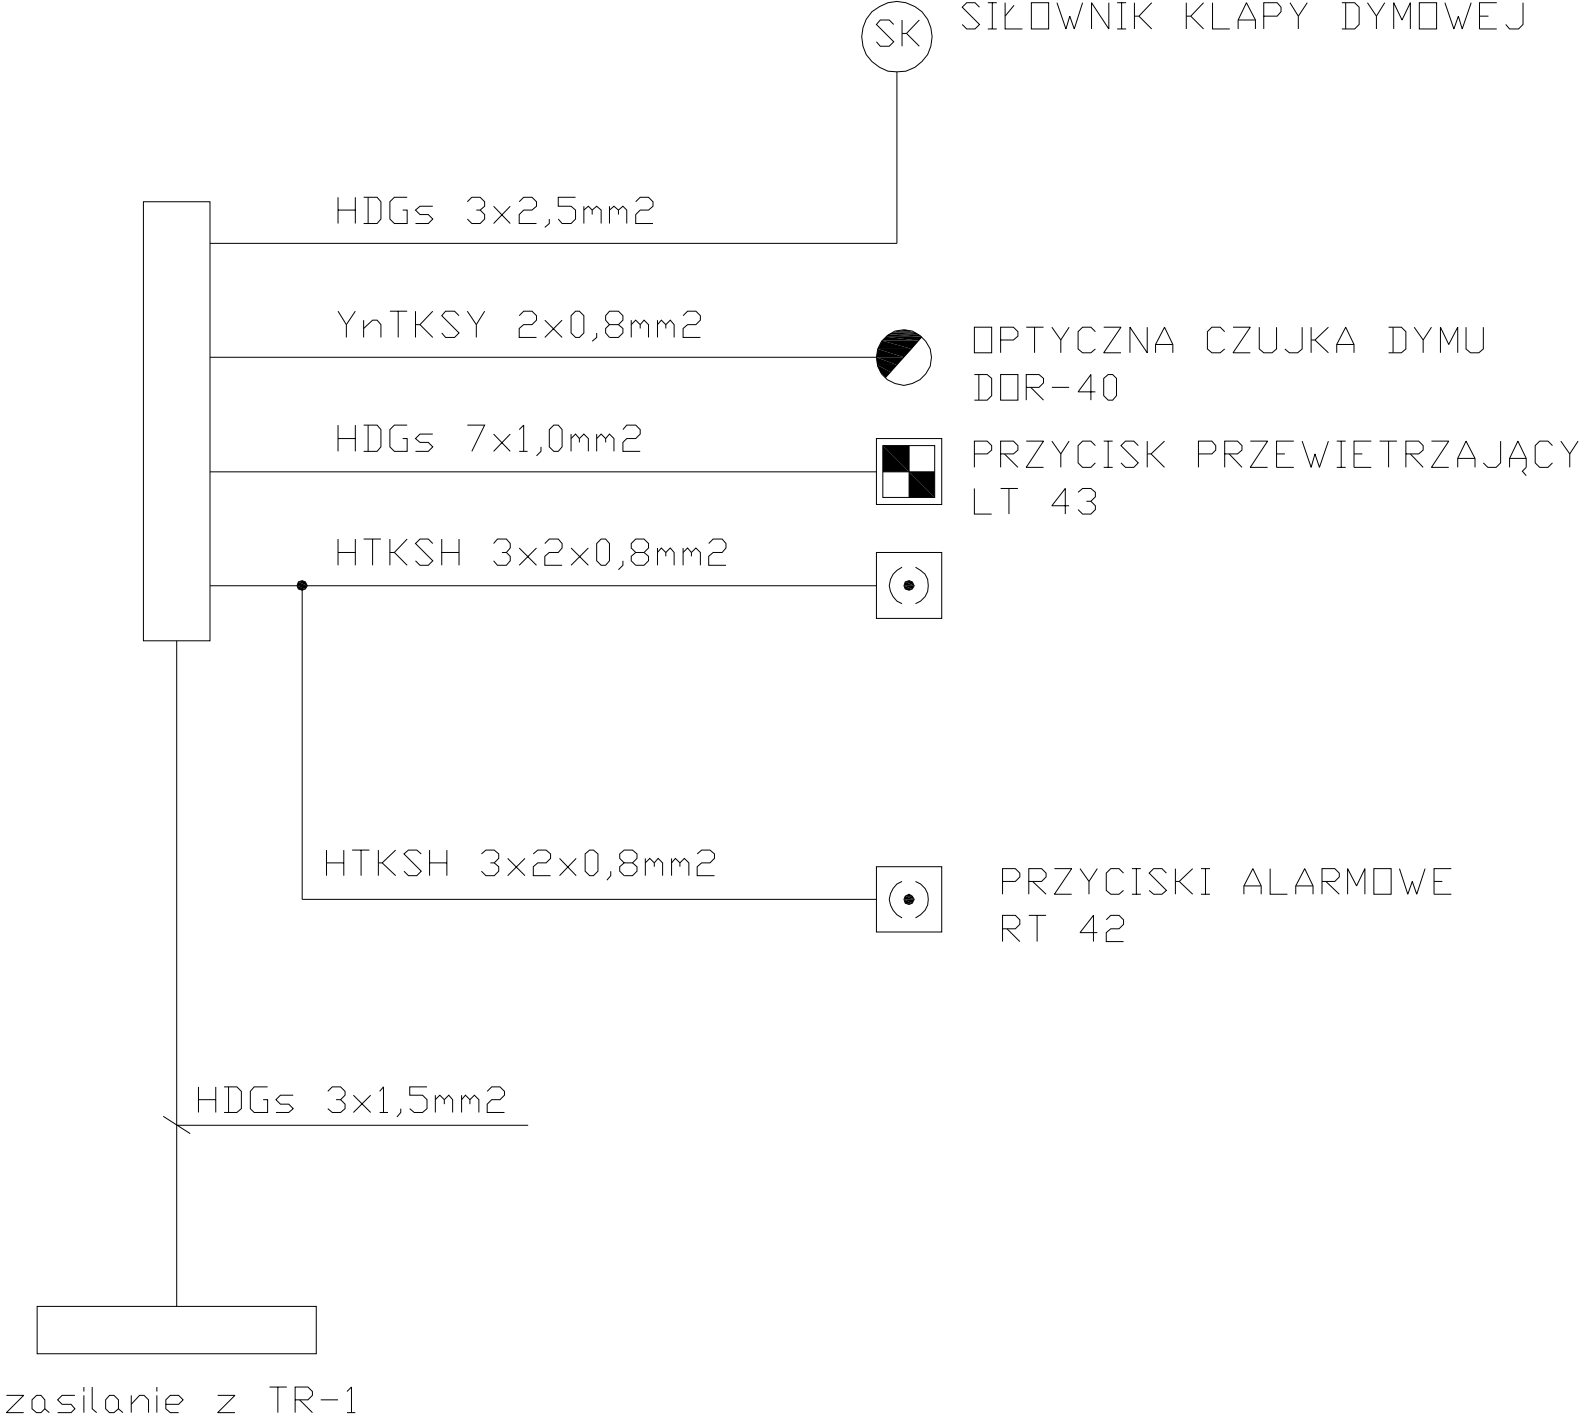 SK
SIŁOWNIK KLAPY DYMOWEJ
HDGs 3x2,5mm2
YnTKSY 2x0,8mm2
OPTYCZNA CZUJKA DYMU
DOR-40
HDGs 7x1,0mm2
PRZYCISK PRZEWIETRZAJĄCY
LT 43
HTKSH 3x2x0,8mm2
HTKSH 3x2x0,8mm2
PRZYCISKI ALARMOWE
RT 42
HDGs 3x1,5mm2
zasilanie z TR-1